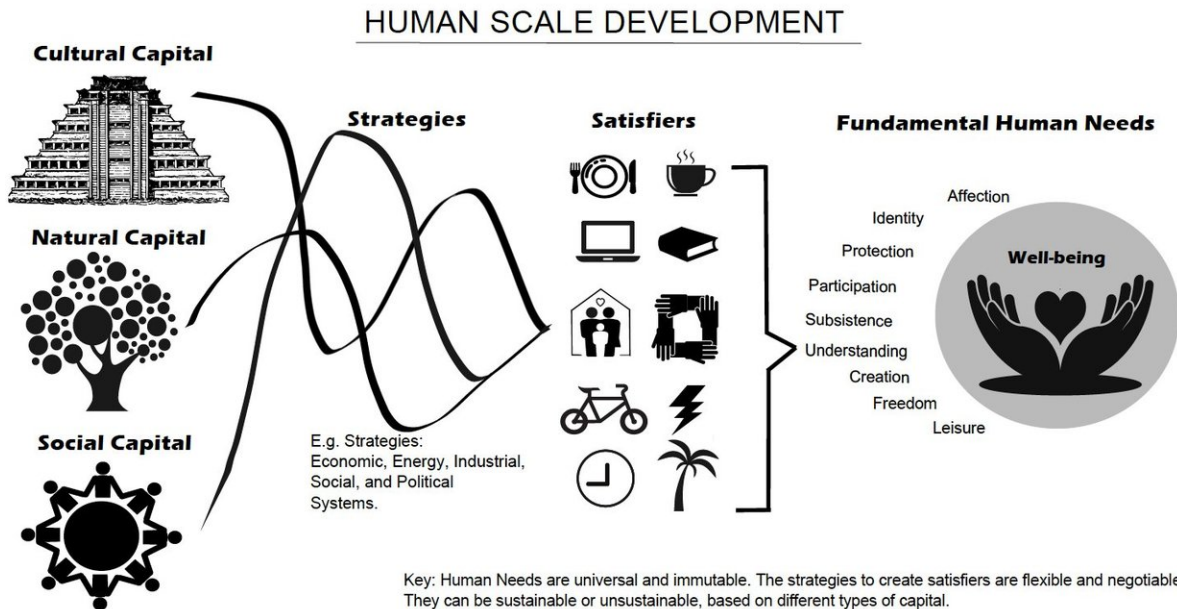 HUMAN SCALE DEVELOPMENT
Cultural Capital
Natural Capital
Social Capital
Strategies
E.g. Strategies:
Economic, Energy, Industrial,
Social, and Political
Systems.
Satisfiers
Fundamental Human Needs
Affection
Identity
Protection
Participation
Subsistence
Understanding
Creation
Freedom
Leisure
Well-being
Key: Human Needs are universal and immutable. The strategies to create satisfiers are flexible and negotiable
They can be sustainable or unsustainable, based on different types of capital.